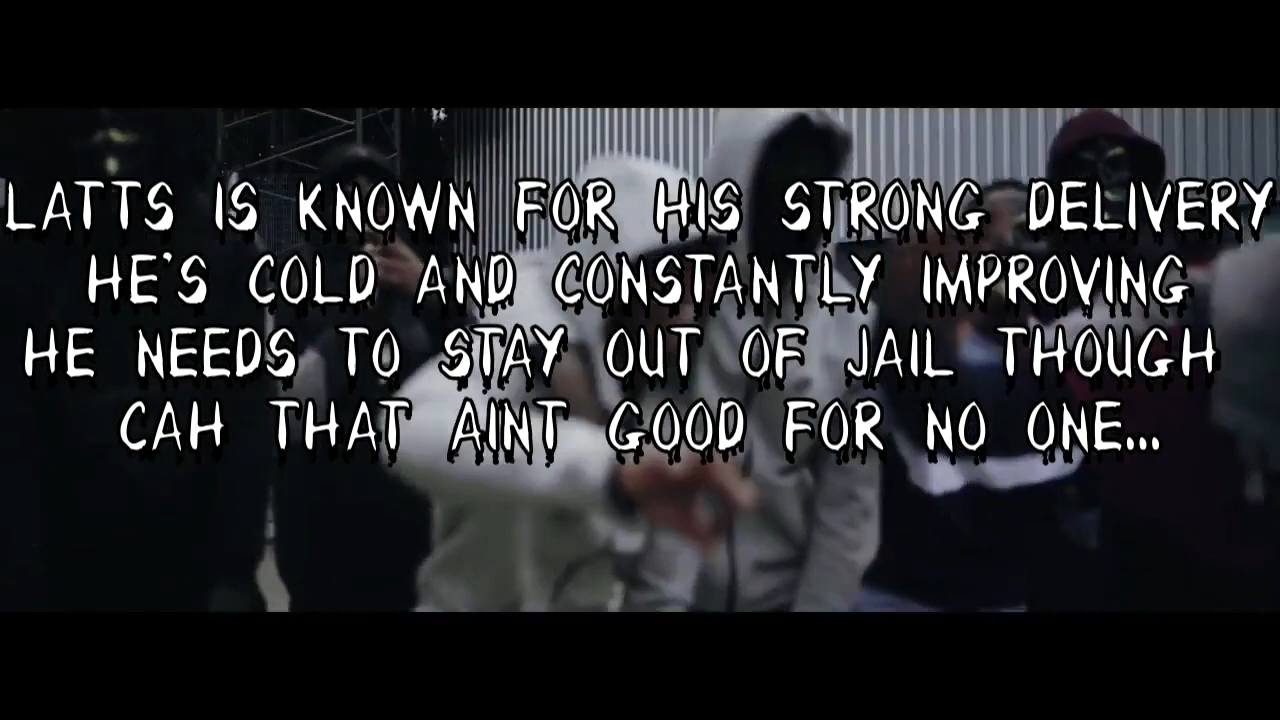 LATTS IS KNOWN FOR HIS STRONG DELIVERY
HE'S COLD AND CONSTANTLY IMPROVING
HE NEEDS TO STAY OUT OF JAIL THOUGH
CAH THAT AINT GOOD FOR NO ONE...